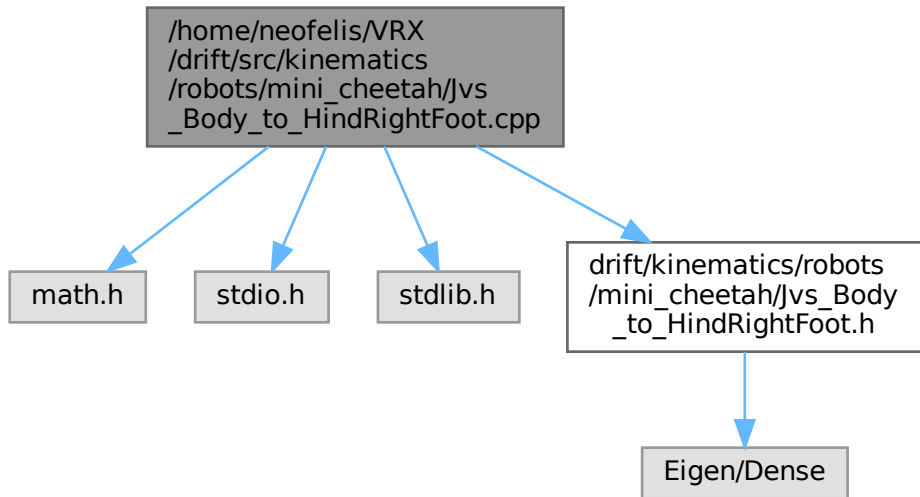 /home/neofelis/VRX
/drift/src/kinematics
/robots/mini_cheetah/Jvs
_Body_to_HindRightFoot.cpp
math.h
stdio.h
stdlib.h
drift/kinematics/robots
/mini_cheetah/Jvs_Body
_to_HindRightFoot.h
Eigen/Dense